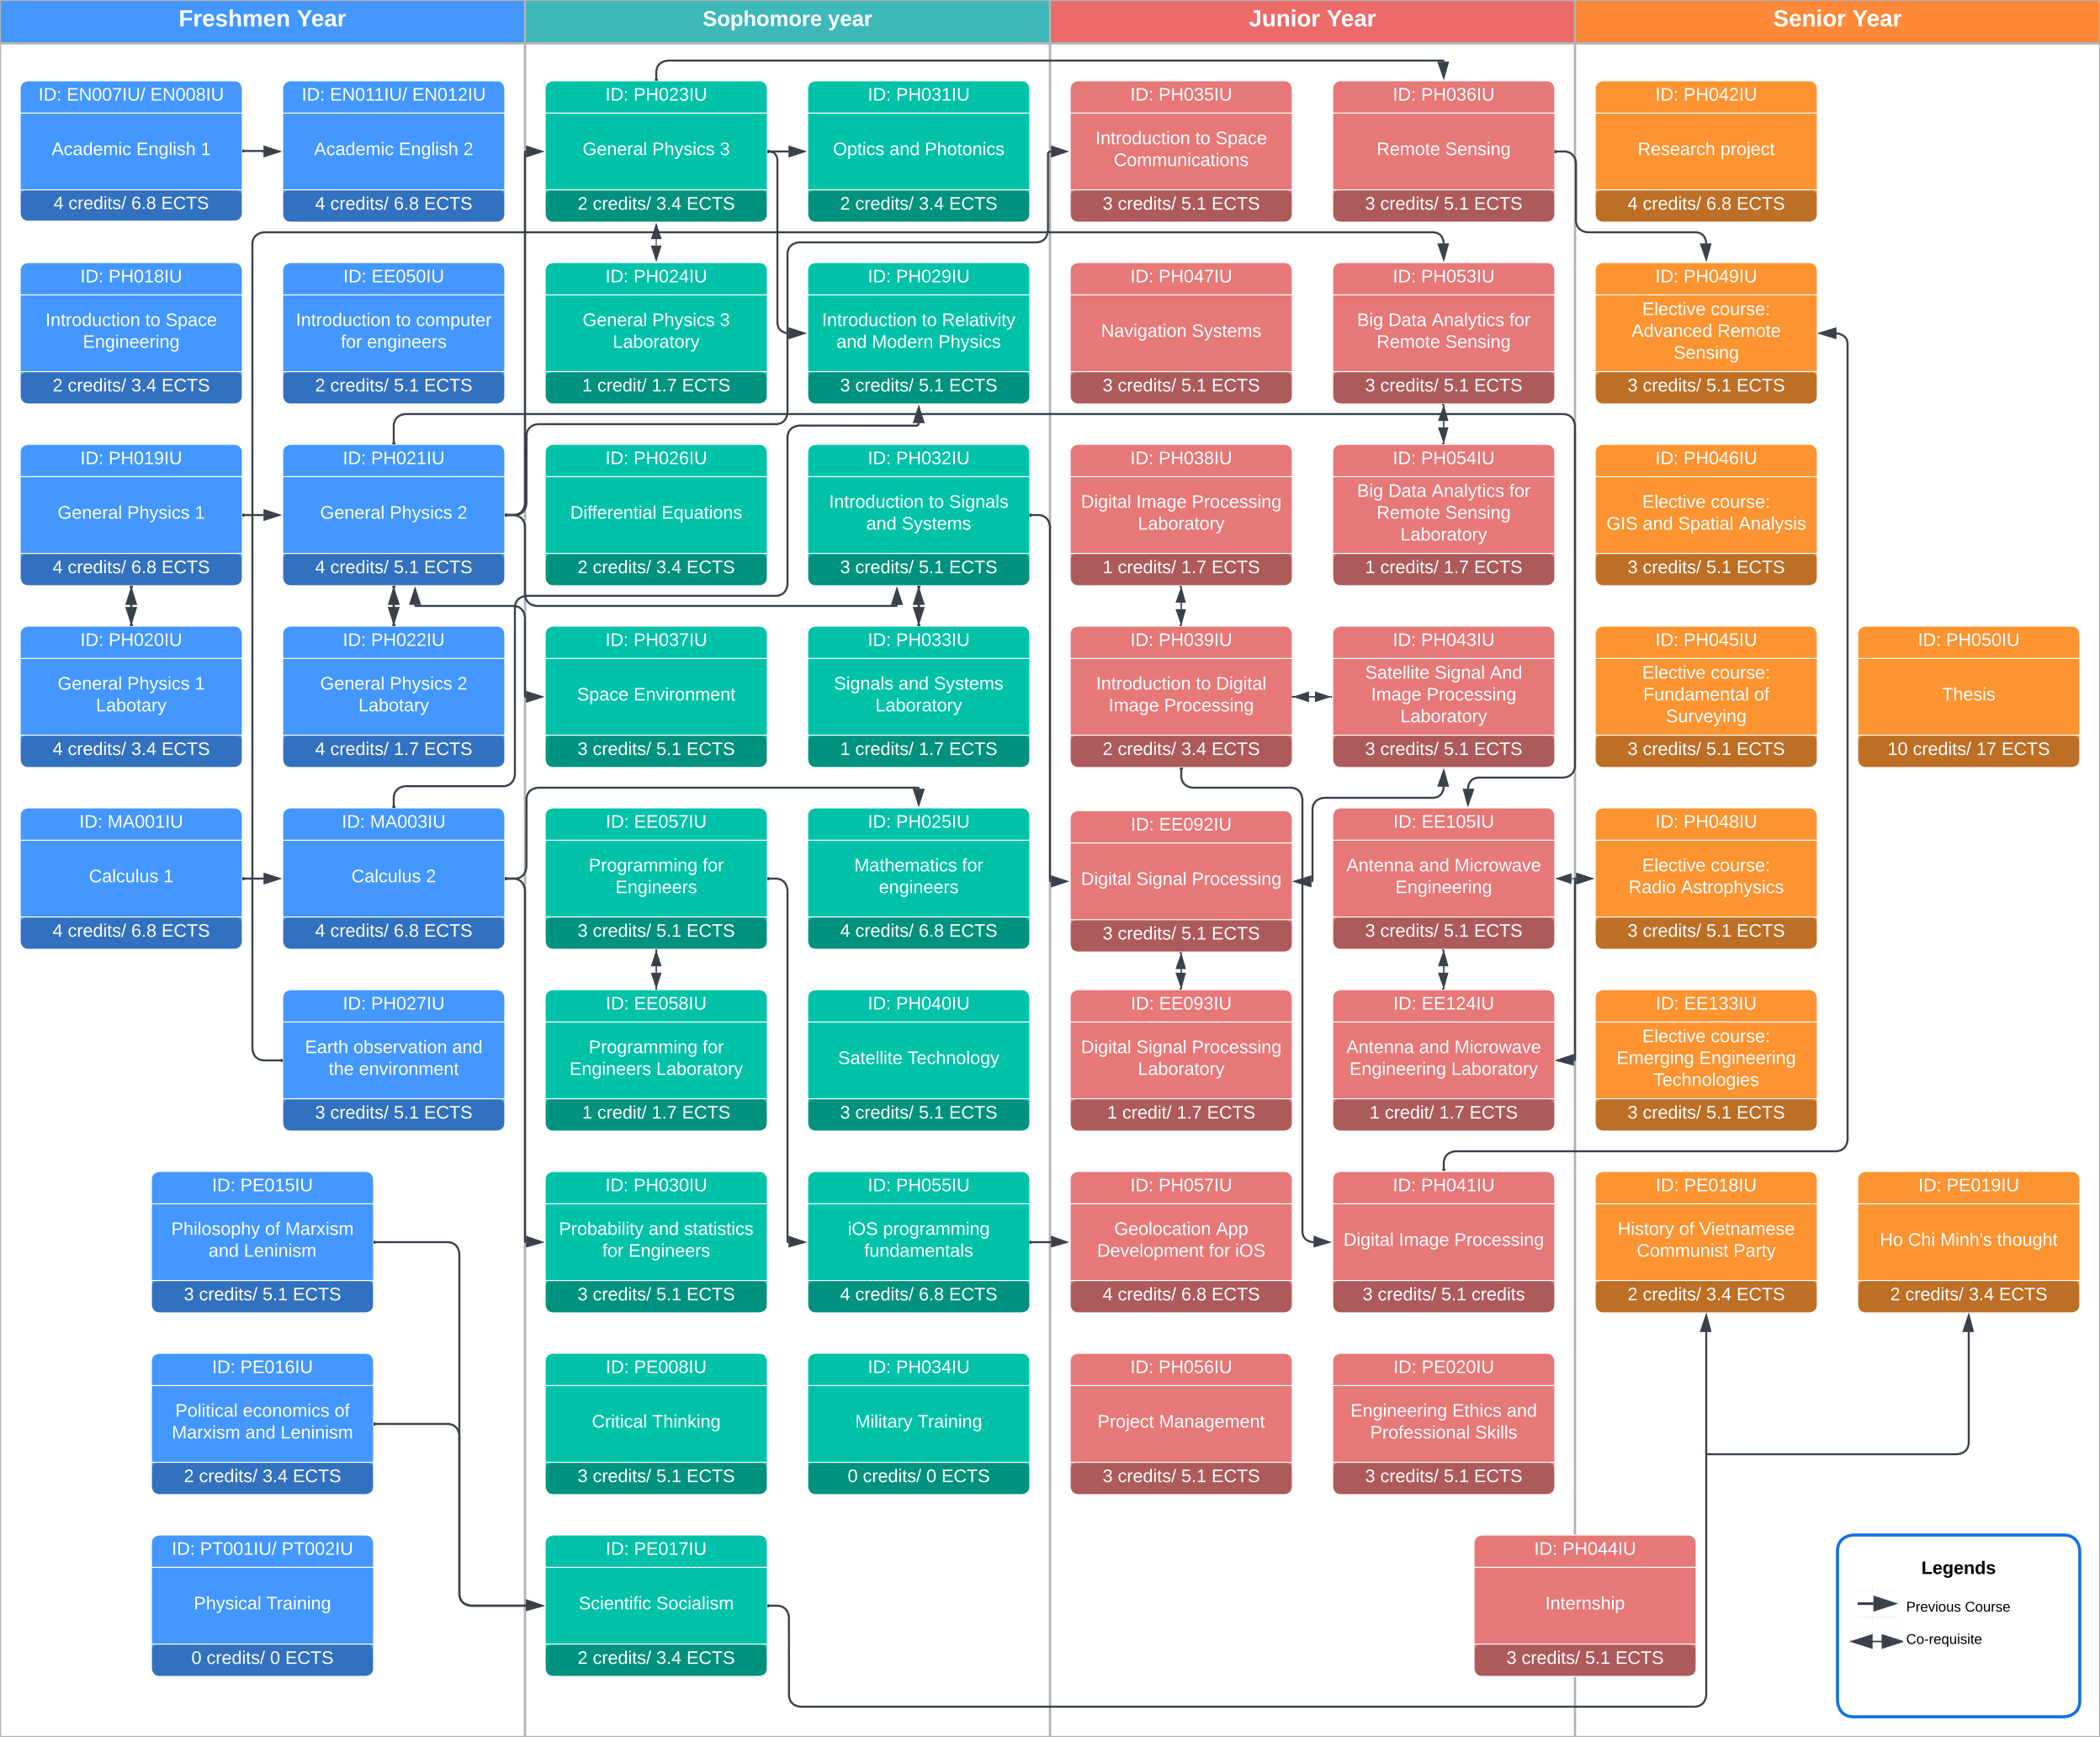 Freshmen Year
Sophomore year
Junior Year
Senior Year
ID: EN007IU/ EN008IU
Academic English 1
4 credits/ 6.8 ECTS
ID: EN011IU/ EN012IU
Academic English 2
4 credits/ 6.8 ECTS
ID: PH023IU
General Physics 3
2 credits/ 3.4 ECTS
ID: PH031IU
Optics and Photonics
2 credits/ 3.4 ECTS
ID: PH035IU
Introduction to Space
Communications
3 credits/ 5.1 ECTS
ID: PH036IU
Remote Sensing
3 credits/ 5.1 ECTS
ID: PH042IU
Research project
4 credits/ 6.8 ECTS
ID: PH018IU
Introduction to Space
Engineering
2 credits/ 3.4 ECTS
ID: EE050IU
Introduction to computer
for engineers
2 credits/ 5.1 ECTS
ID: PH024IU
General Physics 3
Laboratory
1 credit/ 1.7 ECTS
ID: PH029IU
Introduction to Relativity
and Modern Physics
3 credits/ 5.1 ECTS
ID: PH047IU
Navigation Systems
3 credits/ 5.1 ECTS
ID: PH053IU
Big Data Analytics for
Remote Sensing
3 credits/ 5.1 ECTS
ID: PH049IU
Elective course:
Advanced Remote
Sensing
3 credits/ 5.1 ECTS
ID: PH019IU
General Physics 1
4 credits/ 6.8 ECTS
ID: PH021IU
General Physics 2
4 credits/ 5.1 ECTS
ID: PH026IU
Differential Equations
2 credits/ 3.4 ECTS
ID: PH032IU
Introduction to Signals
and Systems
3 credits/ 5.1 ECTS
ID: PH038IU
Digital Image Processing
Laboratory
1 credits/ 1.7 ECTS
ID: PH054IU
Big Data Analytics for
Remote Sensing
Laboratory
1 credits/ 1.7 ECTS
ID: PH046IU
Elective course:
GIS and Spatial Analysis
3 credits/ 5.1 ECTS
ID: PH020IU
General Physics 1
Labotary
4 credits/ 3.4 ECTS
ID: PH022IU
General Physics 2
Labotary
4 credits/ 1.7 ECTS
ID: PH037IU
Space Environment
3 credits/ 5.1 ECTS
ID: PH033IU
Signals and Systems
Laboratory
1 credits/ 1.7 ECTS
ID: PH039IU
Introduction to Digital
Image Processing
2 credits/ 3.4 ECTS
ID: PH043IU
Satellite Signal And
Image Processing
Laboratory
3 credits/ 5.1 ECTS
ID: PH045IU
Elective course:
Fundamental of
Surveying
3 credits/ 5.1 ECTS
ID: PH050IU
Thesis
10 credits/ 17 ECTS
ID: MA001IU
Calculus 1
4 credits/ 6.8 ECTS
ID: MA003IU
Calculus 2
4 credits/ 6.8 ECTS
ID: EE057IU
Programming for
Engineers
3 credits/ 5.1 ECTS
ID: PH025IU
Mathematics for
engineers
4 credits/ 6.8 ECTS
ID: EE092IU
Digital Signal Processing
3 credits/ 5.1 ECTS
ID: EE105IU
Antenna and Microwave
Engineering
3 credits/ 5.1 ECTS
ID: PH048IU
Elective course:
Radio Astrophysics
3 credits/ 5.1 ECTS
ID: PH027IU
Earth observation and
the environment
3 credits/ 5.1 ECTS
ID: EE058IU
Programming for
Engineers Laboratory
1 credit/ 1.7 ECTS
ID: PH040IU
Satellite Technology
3 credits/ 5.1 ECTS
ID: EE093IU
Digital Signal Processing
Laboratory
1 credit/ 1.7 ECTS
ID: EE124IU
Antenna and Microwave
Engineering Laboratory
1 credit/ 1.7 ECTS
ID: EE133IU
Elective course:
Emerging Engineering
Technologies
3 credits/ 5.1 ECTS
ID: PE015IU
Philosophy of Marxism
and Leninism
3 credits/ 5.1 ECTS
ID: PH030IU
Probability and statistics
for Engineers
3 credits/ 5.1 ECTS
ID: PH055IU
iOS programming
fundamentals
4 credits/ 6.8 ECTS
ID: PH057IU
Geolocation App
Development for iOS
4 credits/ 6.8 ECTS
ID: PH041IU
Digital Image Processing
3 credits/ 5.1 credits
ID: PE018IU
History of Vietnamese
Communist Party
2 credits/ 3.4 ECTS
ID: PE019IU
Ho Chi Minh's thought
2 credits/ 3.4 ECTS
ID: PE016IU
Political economics of
Marxism and Leninism
2 credits/ 3.4 ECTS
ID: PE008IU
Critical Thinking
3 credits/ 5.1 ECTS
ID: PH034IU
Military Training
0 credits/ 0 ECTS
ID: PH056IU
Project Management
3 credits/ 5.1 ECTS
ID: PE020IU
Engineering Ethics and
Professional Skills
3 credits/ 5.1 ECTS
ID: PT001IU/ PT002IU
Physical Training
0 credits/ 0 ECTS
ID: PE017IU
Scientific Socialism
2 credits/ 3.4 ECTS
ID: PH044IU
Internship
3 credits/ 5.1 ECTS
Legends
Previous Course
Co-requisite